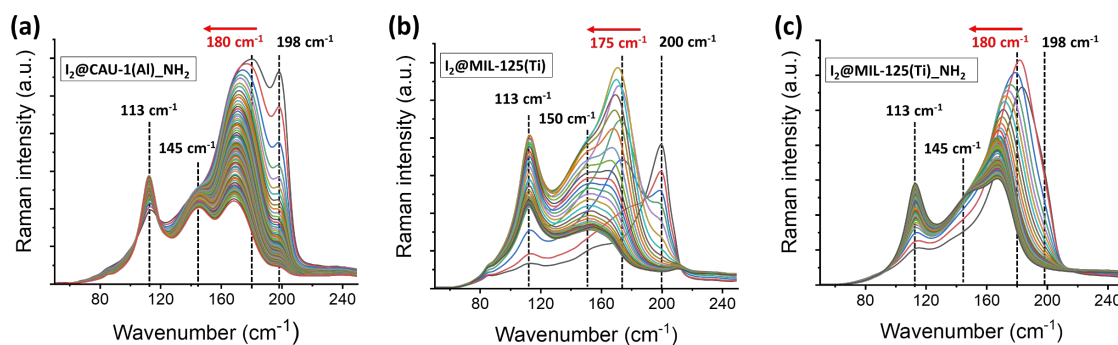 (a)
180 cm⁻¹
198 cm⁻¹
I₂@CAU-1(Al)_NH₂
113 cm⁻¹
145 cm⁻¹
Raman intensity (a.u.)
80 120 160 200 240
Wavenumber (cm⁻¹)
(b)
175 cm⁻¹
200 cm⁻¹
I₂@MIL-125(Ti)
113 cm⁻¹
150 cm⁻¹
Raman intensity (a.u.)
80 120 160 200 240
Wavenumber (cm⁻¹)
(c)
180 cm⁻¹
198 cm⁻¹
I₂@MIL-125(Ti)_NH₂
113 cm⁻¹
145 cm⁻¹
Raman intensity (a.u.)
80 120 160 200 240
Wavenumber (cm⁻¹)